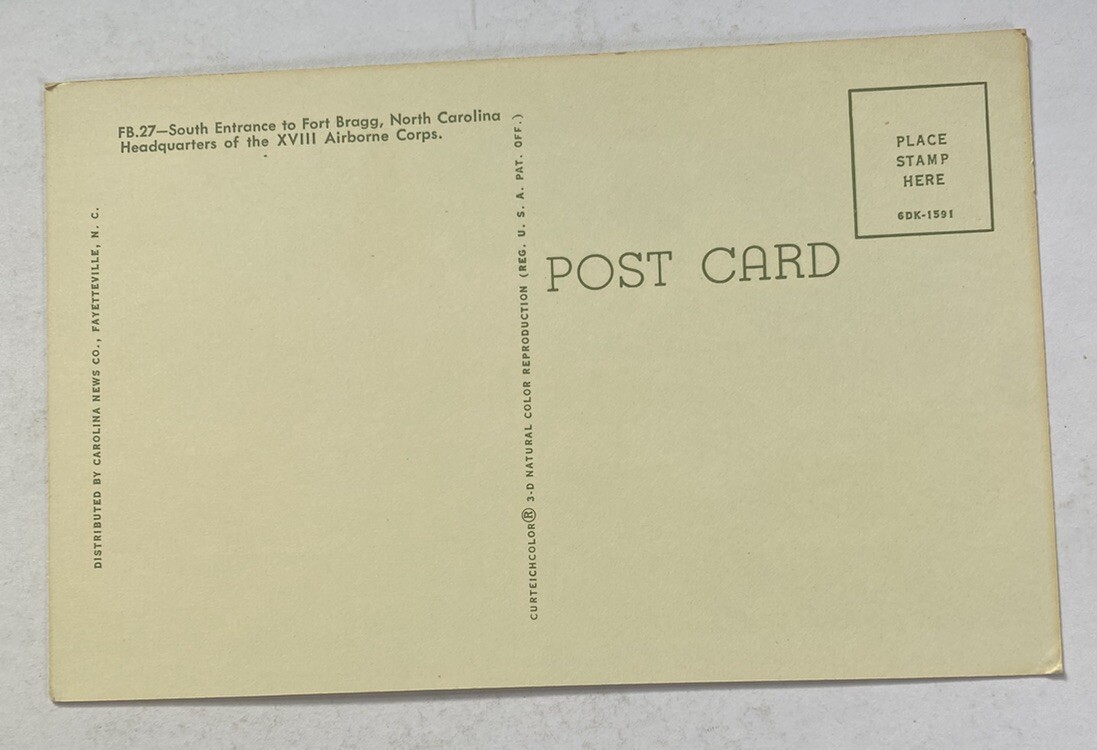 FB.27—South Entrance to Fort Bragg, North Carolina
Headquarters of the XVIII Airborne Corps.
DISTRIBUTED BY CAROLINA NEWS CO., FAYETTEVILLE, N. C.
CURTEICHCOLOR® 3-D NATURAL COLOR REPRODUCTION (REG. U. S. A. PAT. OFF.)
POST CARD
PLACE
STAMP
HERE
6DK-1591